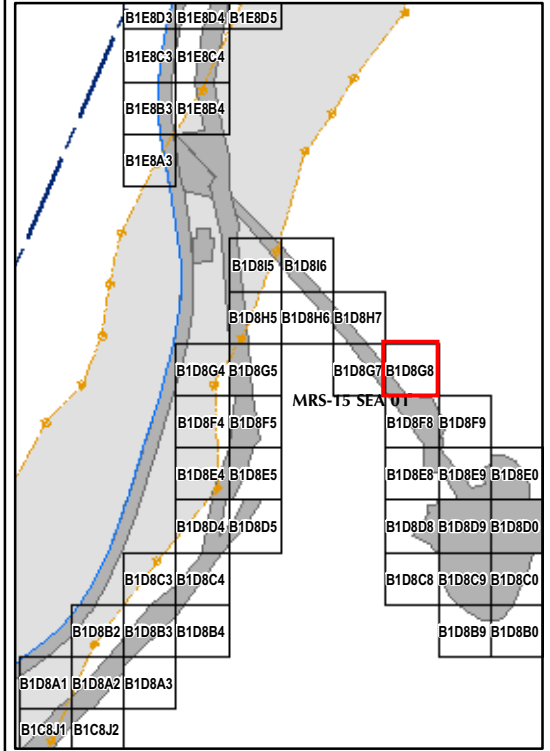 B1E8D3 B1E8D4 B1E8D5
B1E8C3 B1E8C4
B1E8B3 B1E8B4
B1E8A3
B1D8I5 B1D8I6
B1D8H5 B1D8H6 B1D8H7
B1D8G4 B1D8G5 B1D8G7 B1D8G8
MRS-15 SEA 01
B1D8F4 B1D8F5 B1D8F8 B1D8F9
B1D8E4 B1D8E5 B1D8E8 B1D8E9 B1D8E0
B1D8D4 B1D8D5 B1D8D8 B1D8D9 B1D8D0
B1D8C3 B1D8C4 B1D8C8 B1D8C9 B1D8C0
B1D8B2 B1D8B3 B1D8B4 B1D8B9 B1D8B0
B1D8A1 B1D8A2 B1D8A3
B1C8J1 B1C8J2